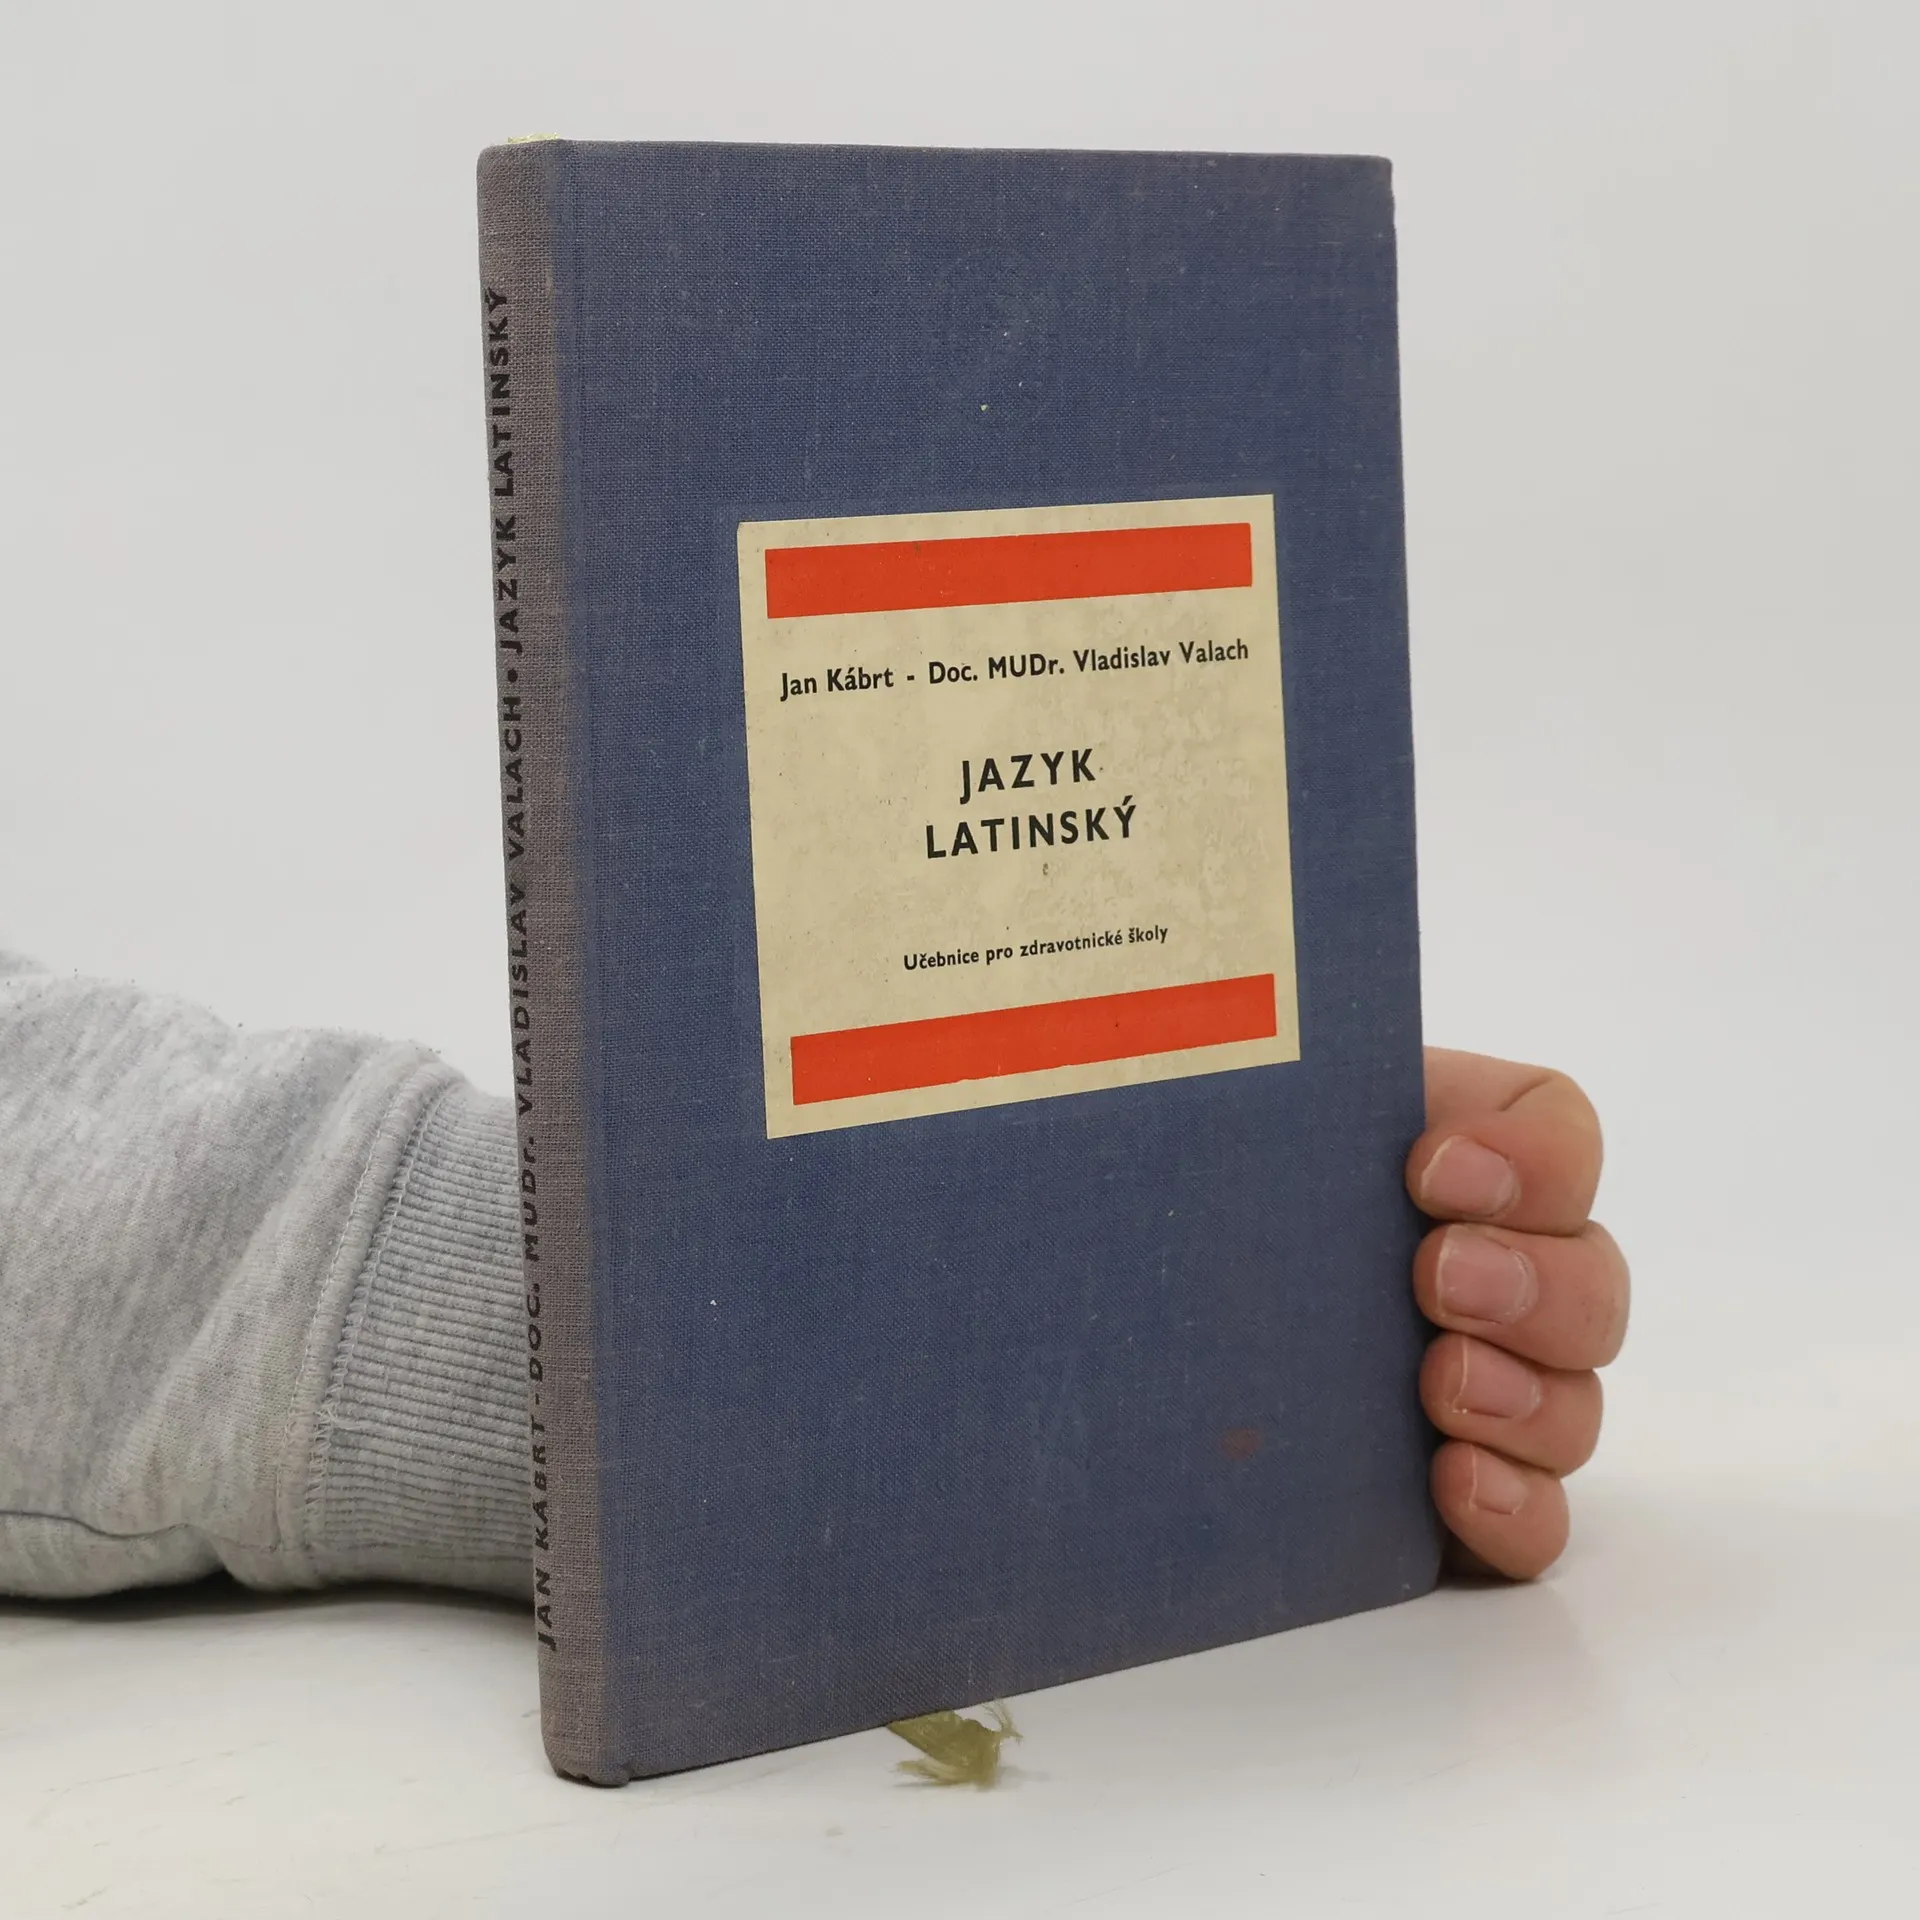 JAN KÁBRT - DOC. MUDr. VLADISLAV VALACH • JAZYK LATINSKÝ
Jan Kábrt - Doc. MUDr. Vladislav Valach
JAZYK
LATINSKÝ
Učebnice pro zdravotnické školy